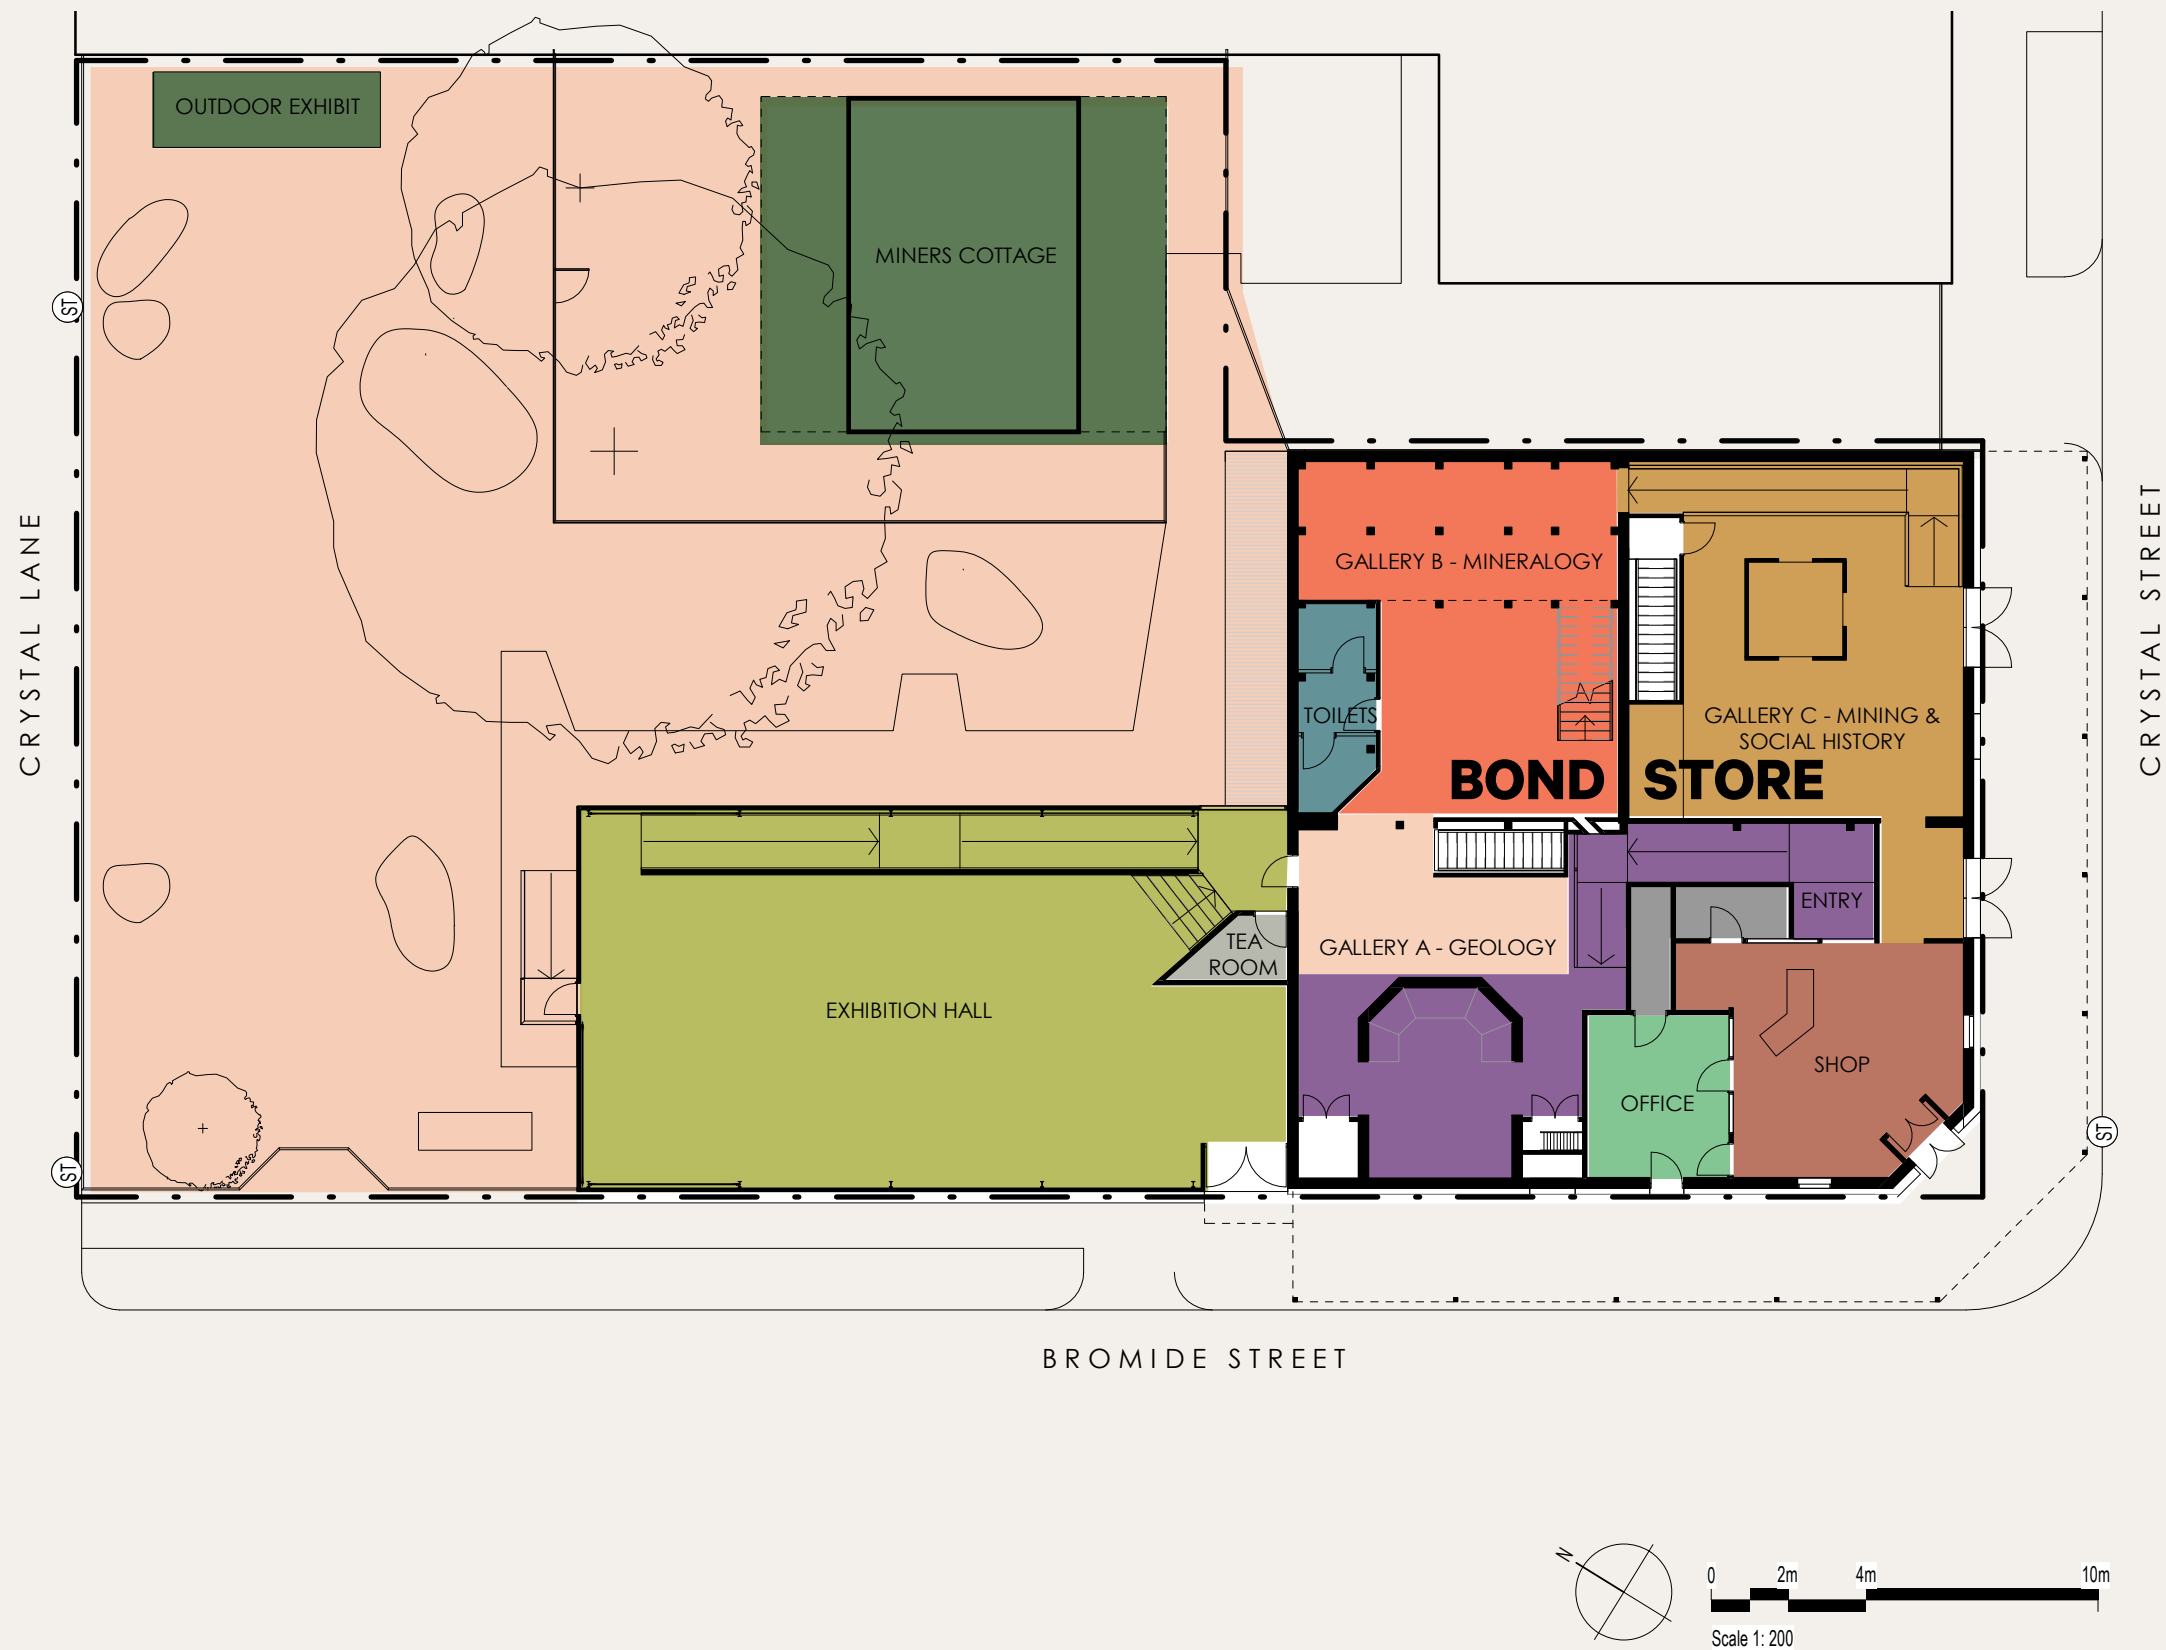 OUTDOOR EXHIBIT
MINERS COTTAGE
ST
CRYSTAL LANE
CRYSTAL STREET
GALLERY B - MINERALOGY
TOILETS
GALLERY C - MINING &
SOCIAL HISTORY
BOND STORE
ENTRY
TEA
ROOM
GALLERY A - GEOLOGY
EXHIBITION HALL
SHOP
OFFICE
ST
ST
BROMIDE STREET
N
0 2m 4m 10m
Scale 1: 200